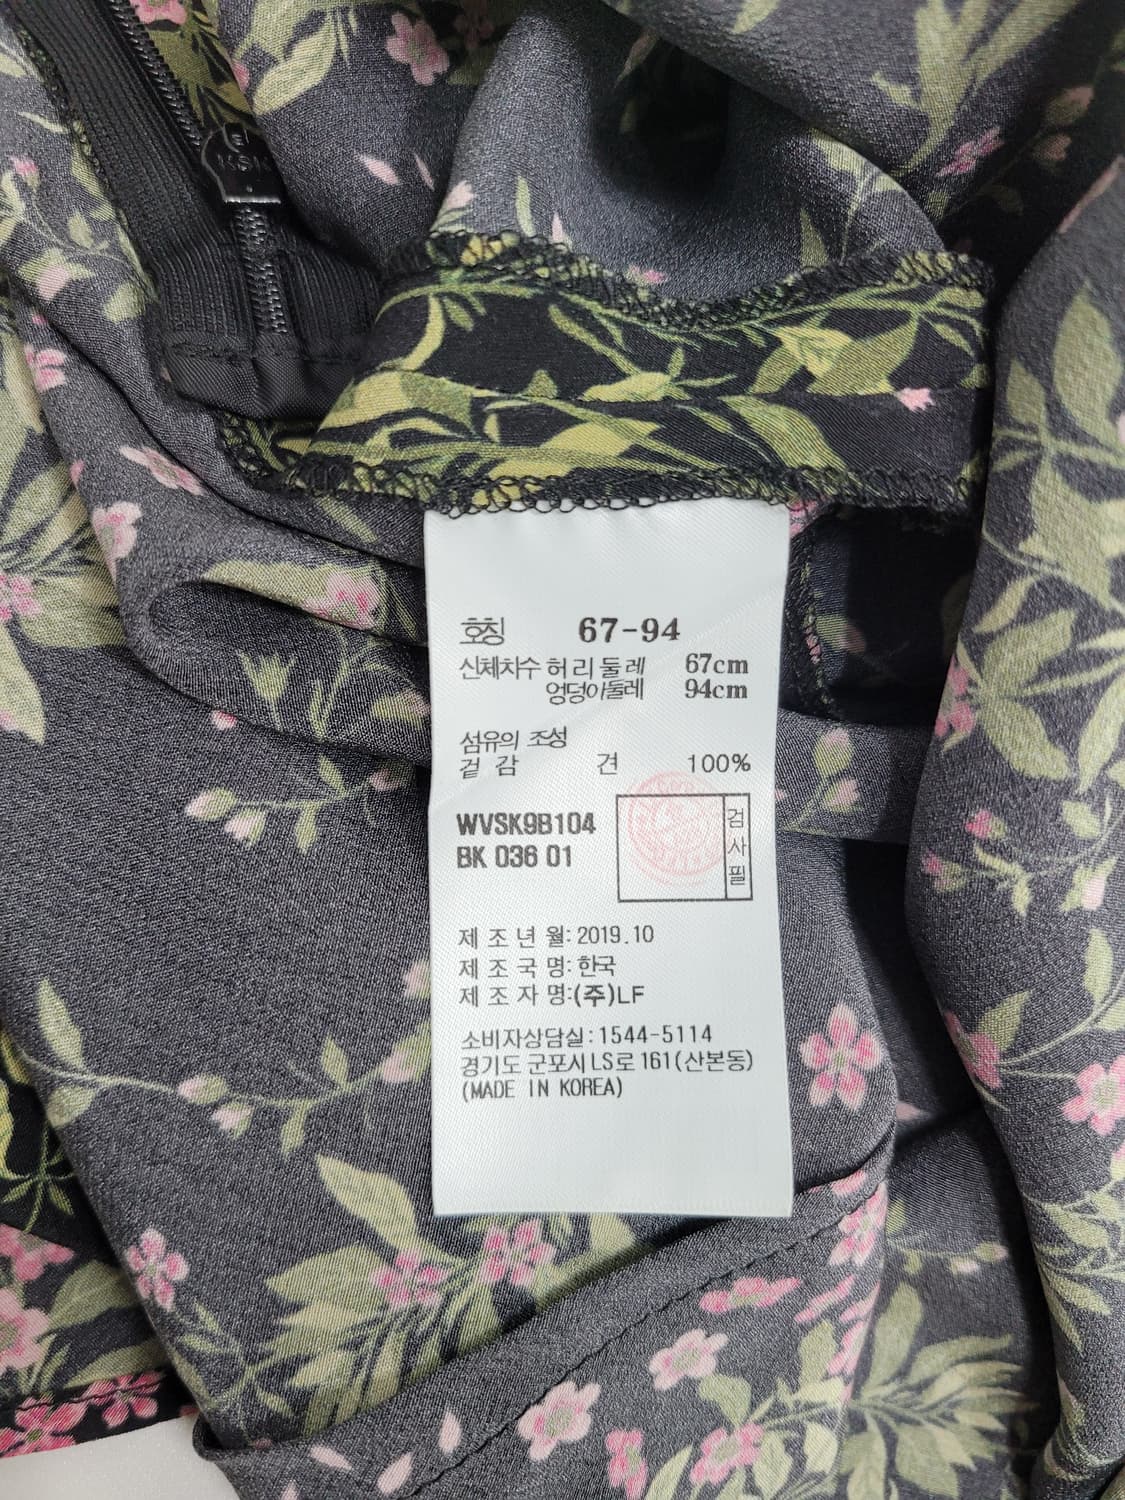 호칭 67-94
신체치수 허리둘레 67cm
엉덩이둘레 94cm
섬유의 조성
겉감 견 100%
WVSK9B104
BK 036 01
검사필
제조년월: 2019.10
제조국명: 한국
제조자명:(주)LF
소비자상담실:1544-5114
경기도 군포시LS로 161(산본동)
(MADE IN KOREA)